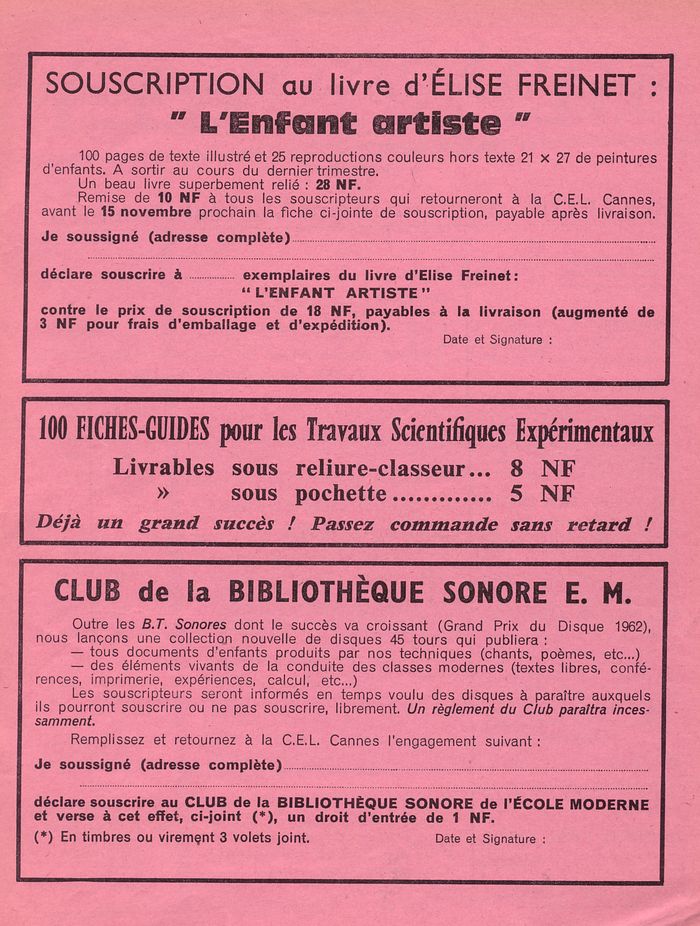 SOUSCRIPTION au livre d'ÉLISE FREINET :
" L'Enfant artiste "
100 pages de texte illustré et 25 reproductions couleurs hors texte 21 × 27 de peintures
d'enfants. A sortir au cours du dernier trimestre.
Un beau livre superbement relié : 28 NF.
Remise de 10 NF à tous les souscripteurs qui retourneront à la C.E.L. Cannes,
avant le 15 novembre prochain la fiche ci-jointe de souscription, payable après livraison.
Je soussigné (adresse complète)
déclare souscrire à ................ exemplaires du livre d'Elise Freinet :
" L'ENFANT ARTISTE "
contre le prix de souscription de 18 NF, payables à la livraison (augmenté de
3 NF pour frais d'emballage et d'expédition).
Date et Signature :
100 FICHES-GUIDES pour les Travaux Scientifiques Expérimentaux
Livrables sous reliure-classeur... 8 NF
» sous pochette............. 5 NF
Déjà un grand succès ! Passez commande sans retard !
CLUB de la BIBLIOTHÈQUE SONORE E. M.
Outre les B.T. Sonores dont le succès va croissant (Grand Prix du Disque 1962),
nous lançons une collection nouvelle de disques 45 tours qui publiera :
— tous documents d'enfants produits par nos techniques (chants, poèmes, etc...)
— des éléments vivants de la conduite des classes modernes (textes libres, confé-
rences, imprimerie, expériences, calcul, etc...)
Les souscripteurs seront informés en temps voulu des disques à paraître auxquels
ils pourront souscrire ou ne pas souscrire, librement. Un règlement du Club paraîtra inces-
samment.
Remplissez et retournez à la C.E.L. Cannes l'engagement suivant :
Je soussigné (adresse complète)
déclare souscrire au CLUB de la BIBLIOTHÈQUE SONORE de l'ÉCOLE MODERNE
et verse à cet effet, ci-joint (*), un droit d'entrée de 1 NF.
(*) En timbres ou virement 3 volets joint.
Date et Signature :